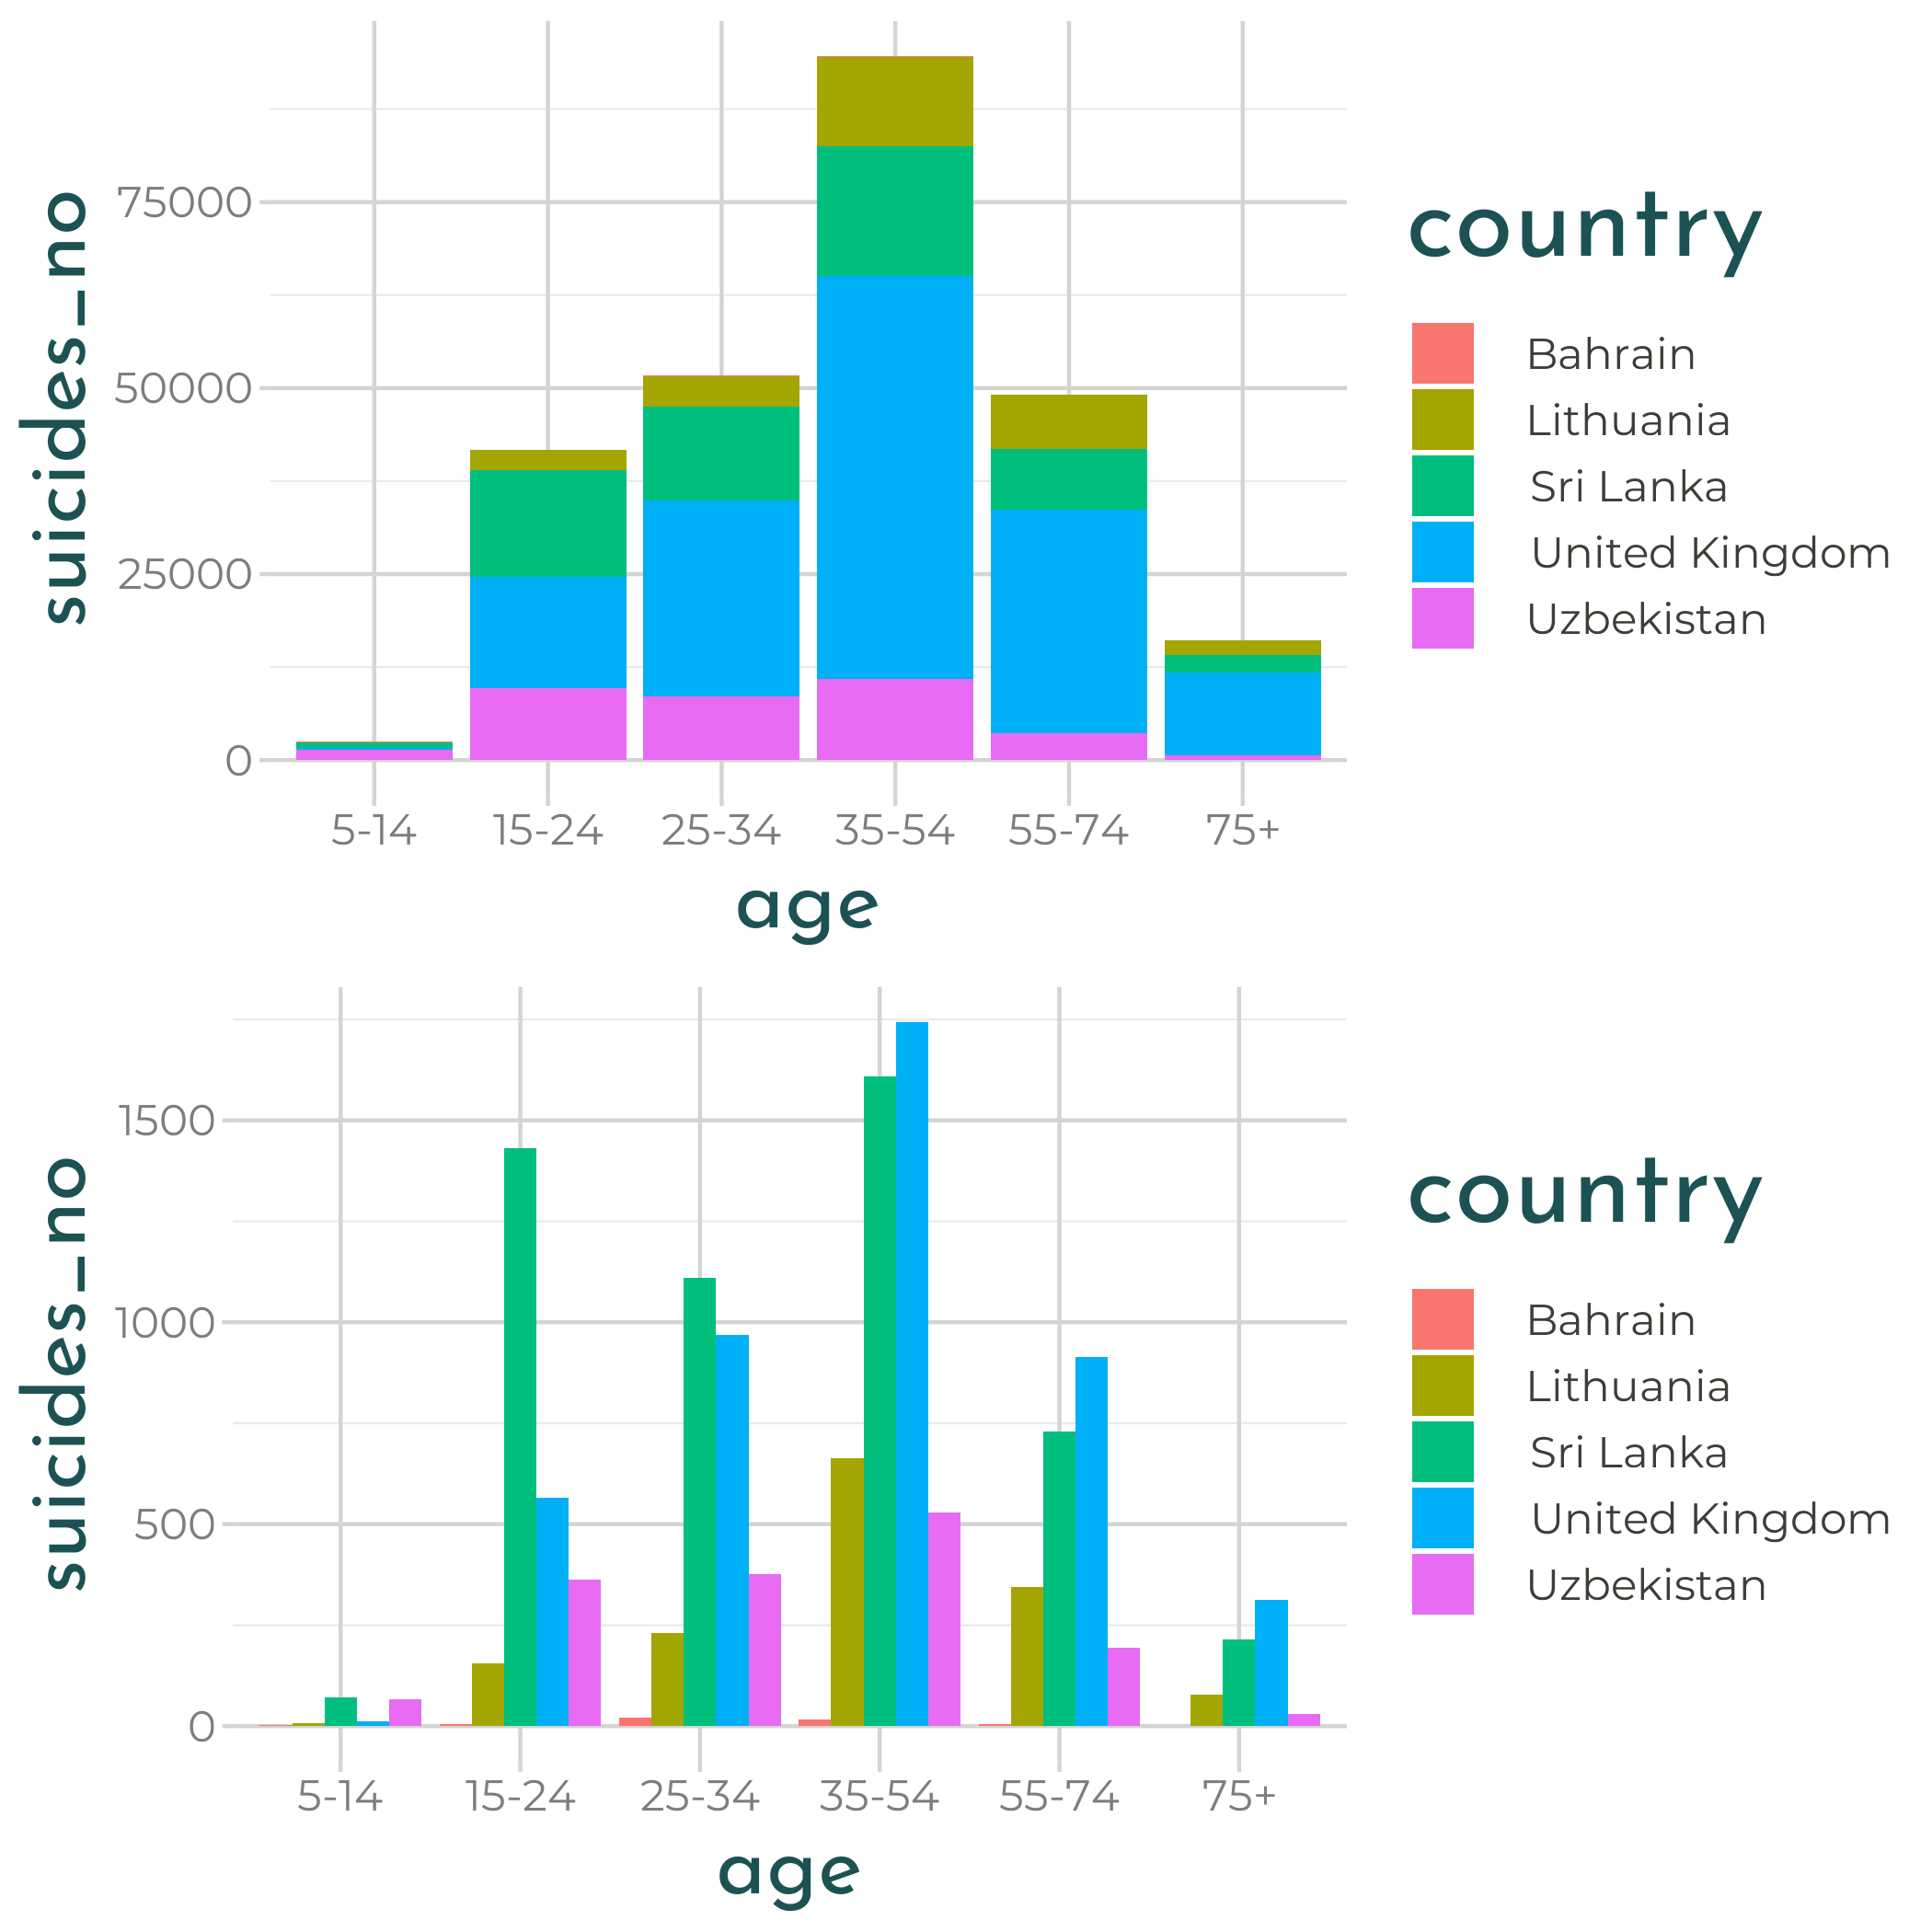 suicides_no
75000
50000
25000
0
5-14 15-24 25-34 35-54 55-74 75+
age
country
Bahrain
Lithuania
Sri Lanka
United Kingdom
Uzbekistan
suicides_no
1500
1000
500
0
5-14 15-24 25-34 35-54 55-74 75+
age
country
Bahrain
Lithuania
Sri Lanka
United Kingdom
Uzbekistan